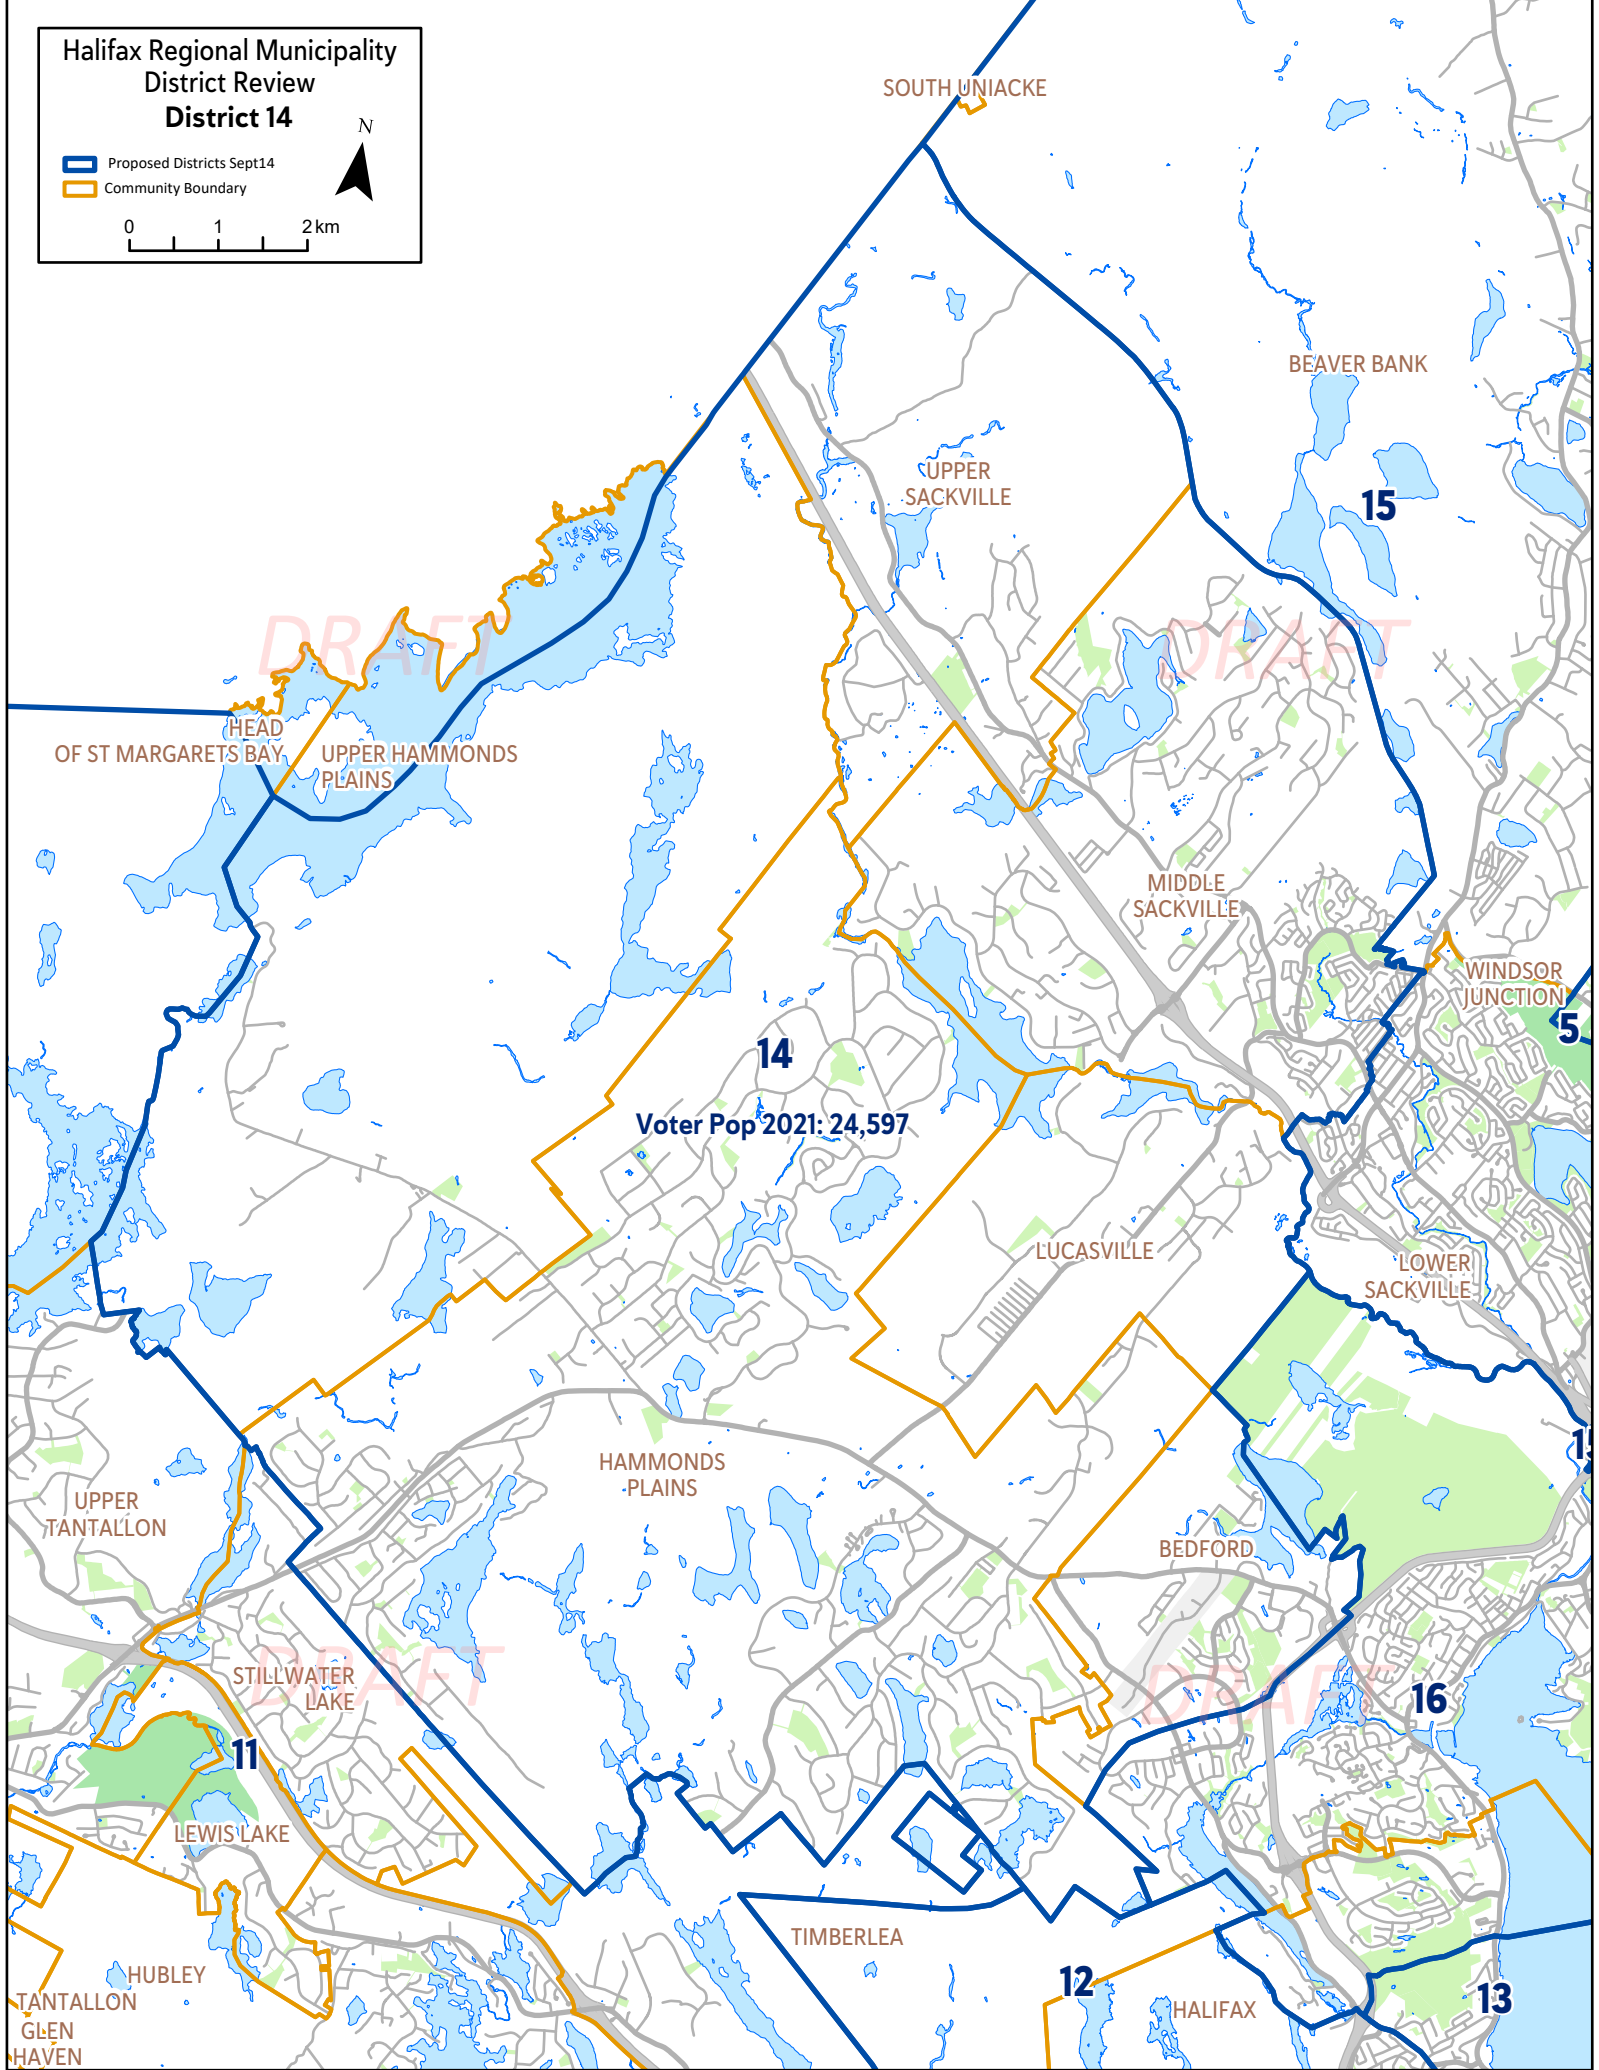 Halifax Regional Municipality
District Review
District 14
N
Proposed Districts Sept14
Community Boundary
0 1 2 km
SOUTH UNIACKE
BEAVER BANK
UPPER
SACKVILLE
15
DRAFT
DRAFT
HEAD
OF ST MARGARETS BAY
UPPER HAMMONDS
PLAINS
MIDDLE
SACKVILLE
WINDSOR
JUNCTION
5
14
Voter Pop 2021: 24,597
LUCASVILLE
LOWER
SACKVILLE
15
HAMMONDS
PLAINS
UPPER
TANTALLON
BEDFORD
STILLWATER
LAKE
DRAFT
DRAFT
16
11
LEWIS LAKE
TIMBERLEA
12
HUBLEY
HALIFAX
13
TANTALLON
GLEN
HAVEN